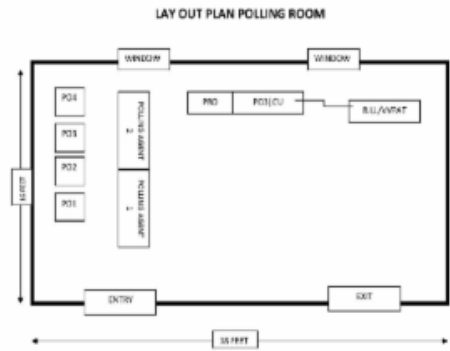 LAY OUT PLAN POLLING ROOM
WINDOW
WINDOW
PO4
PRO
PO3/CU
B.U./VVPAT
POLLING AGENT
2
PO3
PO2
POLLING AGENT
1
PO1
ENTRY
EXIT
18 FEET